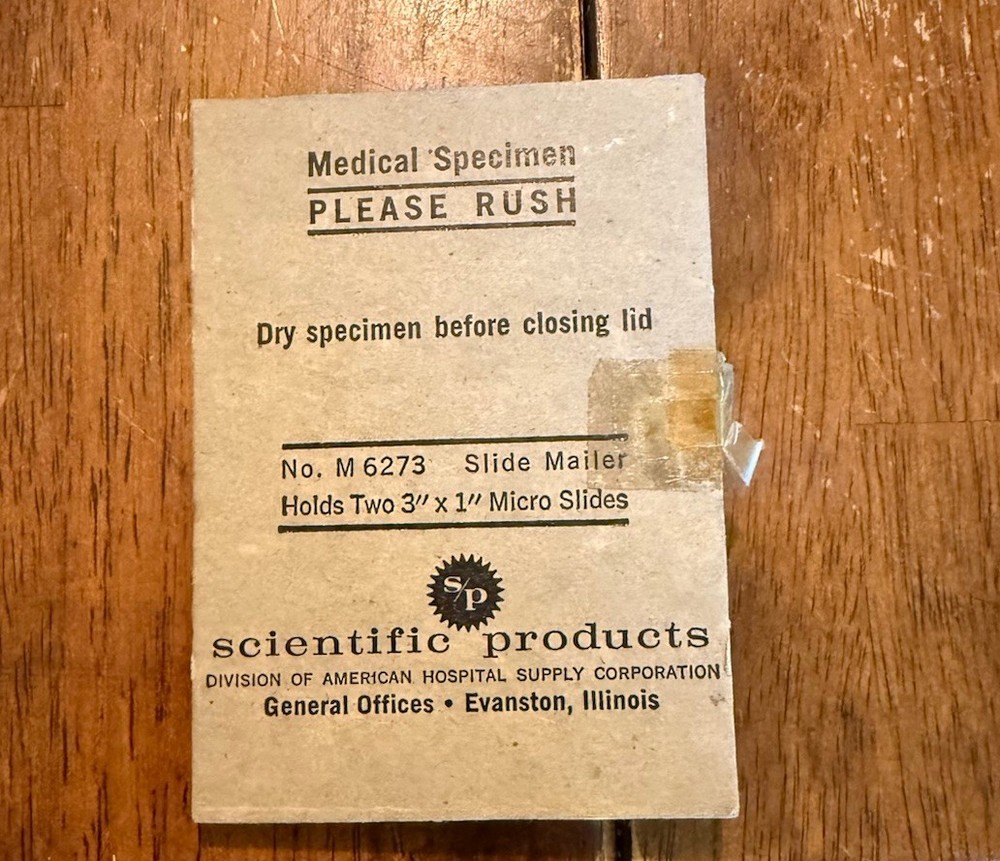 Medical Specimen
PLEASE RUSH
Dry specimen before closing lid
No. M 6273 Slide Mailer
Holds Two 3" x 1" Micro Slides
s/p
scientific products
DIVISION OF AMERICAN HOSPITAL SUPPLY CORPORATION
General Offices • Evanston, Illinois